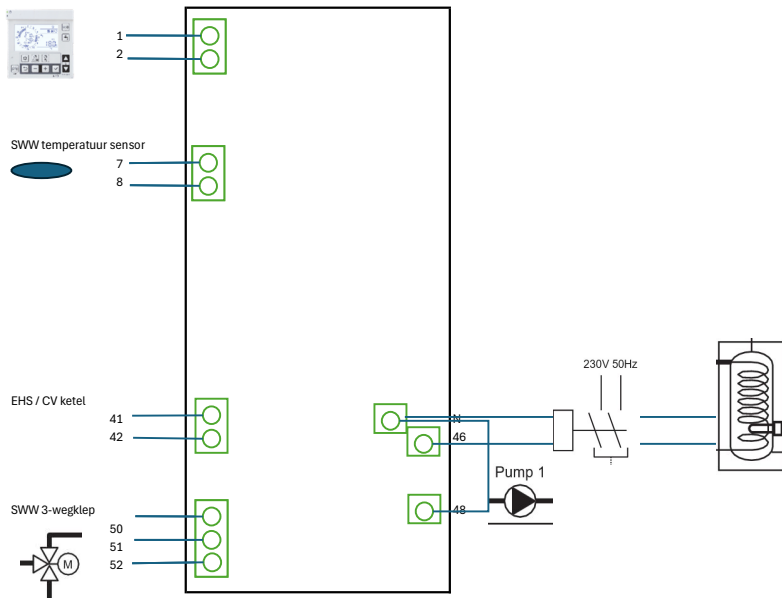 1
2
SWW temperatuur sensor
7
8
230V 50Hz
EHS / CV ketel
41
42
N
46
Pump 1
48
SWW 3-wegklep
50
51
52
M